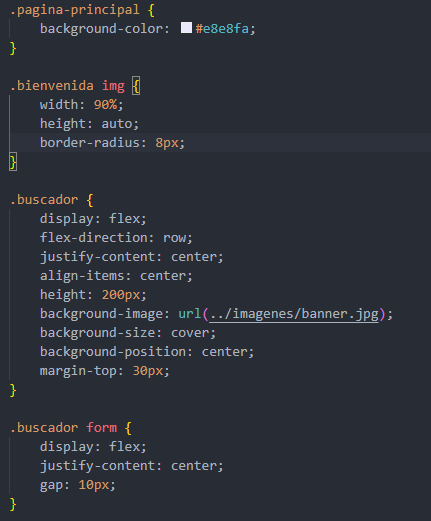 .pagina-principal {
    background-color: #e8e8fa;
}
.bienvenida img {
    width: 90%;
    height: auto;
    border-radius: 8px;
}
.buscador {
    display: flex;
    flex-direction: row;
    justify-content: center;
    align-items: center;
    height: 200px;
    background-image: url(../imagenes/banner.jpg);
    background-size: cover;
    background-position: center;
    margin-top: 30px;
}
.buscador form {
    display: flex;
    justify-content: center;
    gap: 10px;
}